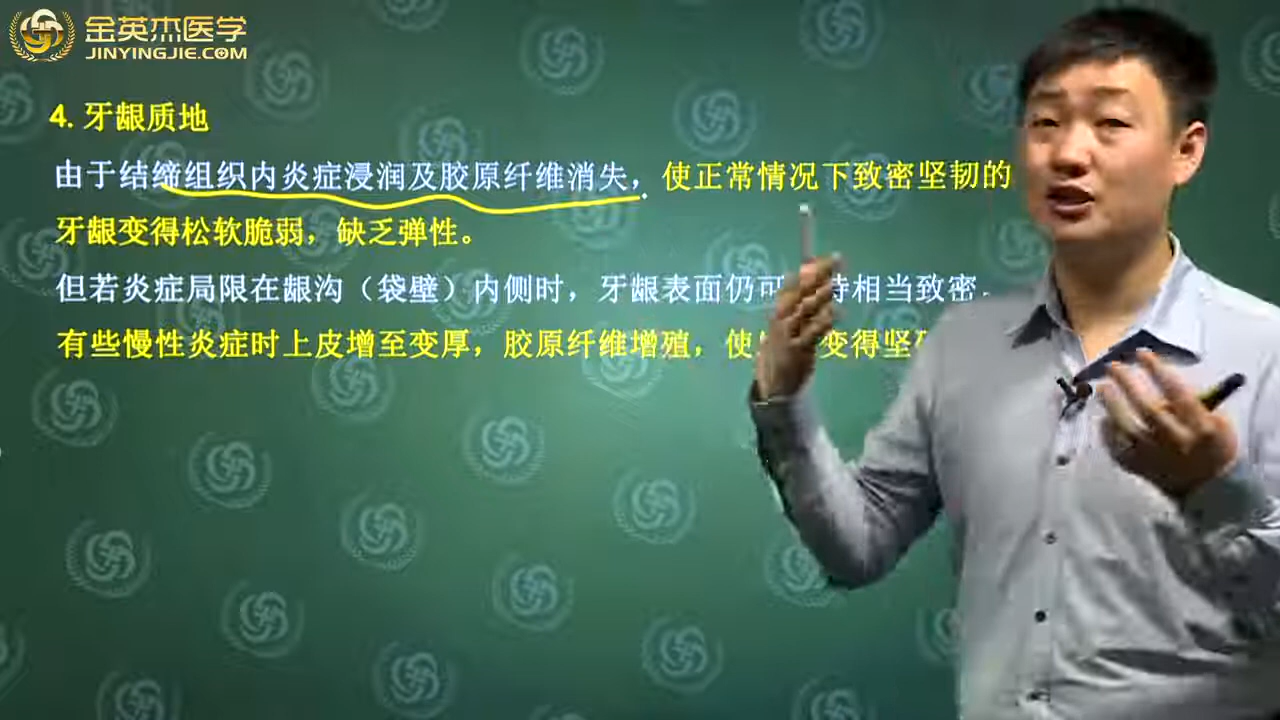 金英杰医学
JINYINGJIE.COM
4. 牙龈质地
由于结缔组织内炎症浸润及胶原纤维消失，使正常情况下致密坚韧的
牙龈变得松软脆弱，缺乏弹性。
但若炎症局限在龈沟（袋壁）内侧时，牙龈表面仍可 相当致密。
有些慢性炎症时上皮增至变厚，胶原纤维增殖，使 变得坚